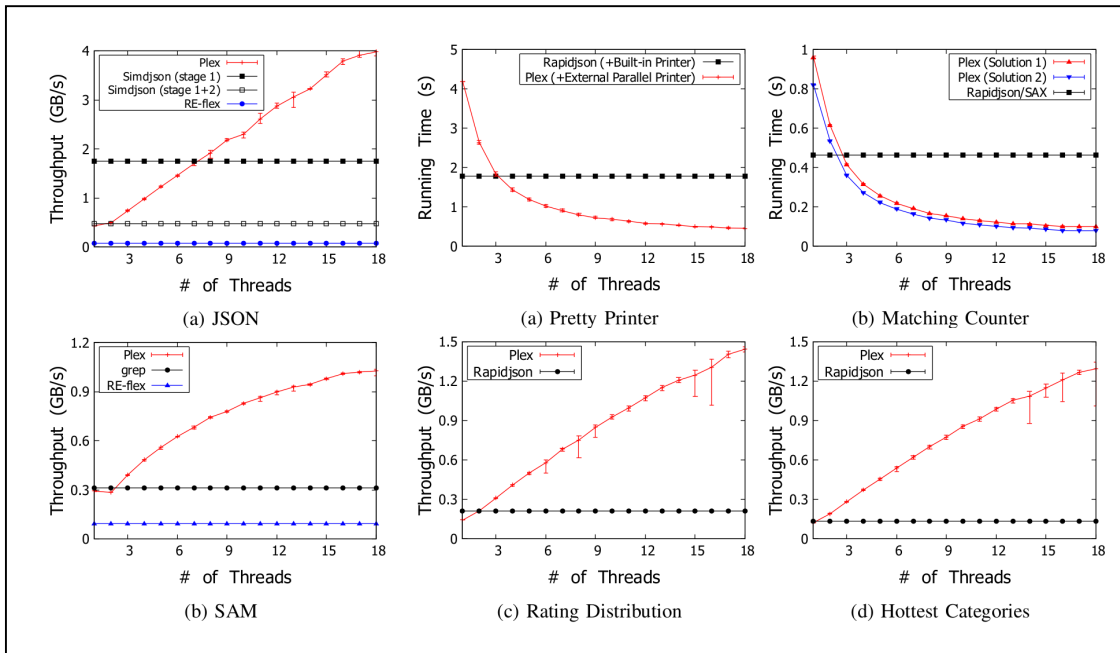 Throughput (GB/s)
4
3
2
1
0
Plex
Simdjson (stage 1)
Simdjson (stage 1+2)
RE-flex
3 6 9 12 15 18
# of Threads
(a) JSON
Running Time (s)
5
4
3
2
1
0
Rapidjson (+Built-in Printer)
Plex (+External Parallel Printer)
3 6 9 12 15 18
# of Threads
(a) Pretty Printer
Running Time (s)
1
0.8
0.6
0.4
0.2
0
Plex (Solution 1)
Plex (Solution 2)
Rapidjson/SAX
3 6 9 12 15 18
# of Threads
(b) Matching Counter
Throughput (GB/s)
1.2
0.9
0.6
0.3
0
Plex
grep
RE-flex
3 6 9 12 15 18
# of Threads
(b) SAM
Throughput (GB/s)
1.5
1.2
0.9
0.6
0.3
0
Plex
Rapidjson
3 6 9 12 15 18
# of Threads
(c) Rating Distribution
Throughput (GB/s)
1.5
1.2
0.9
0.6
0.3
0
Plex
Rapidjson
3 6 9 12 15 18
# of Threads
(d) Hottest Categories